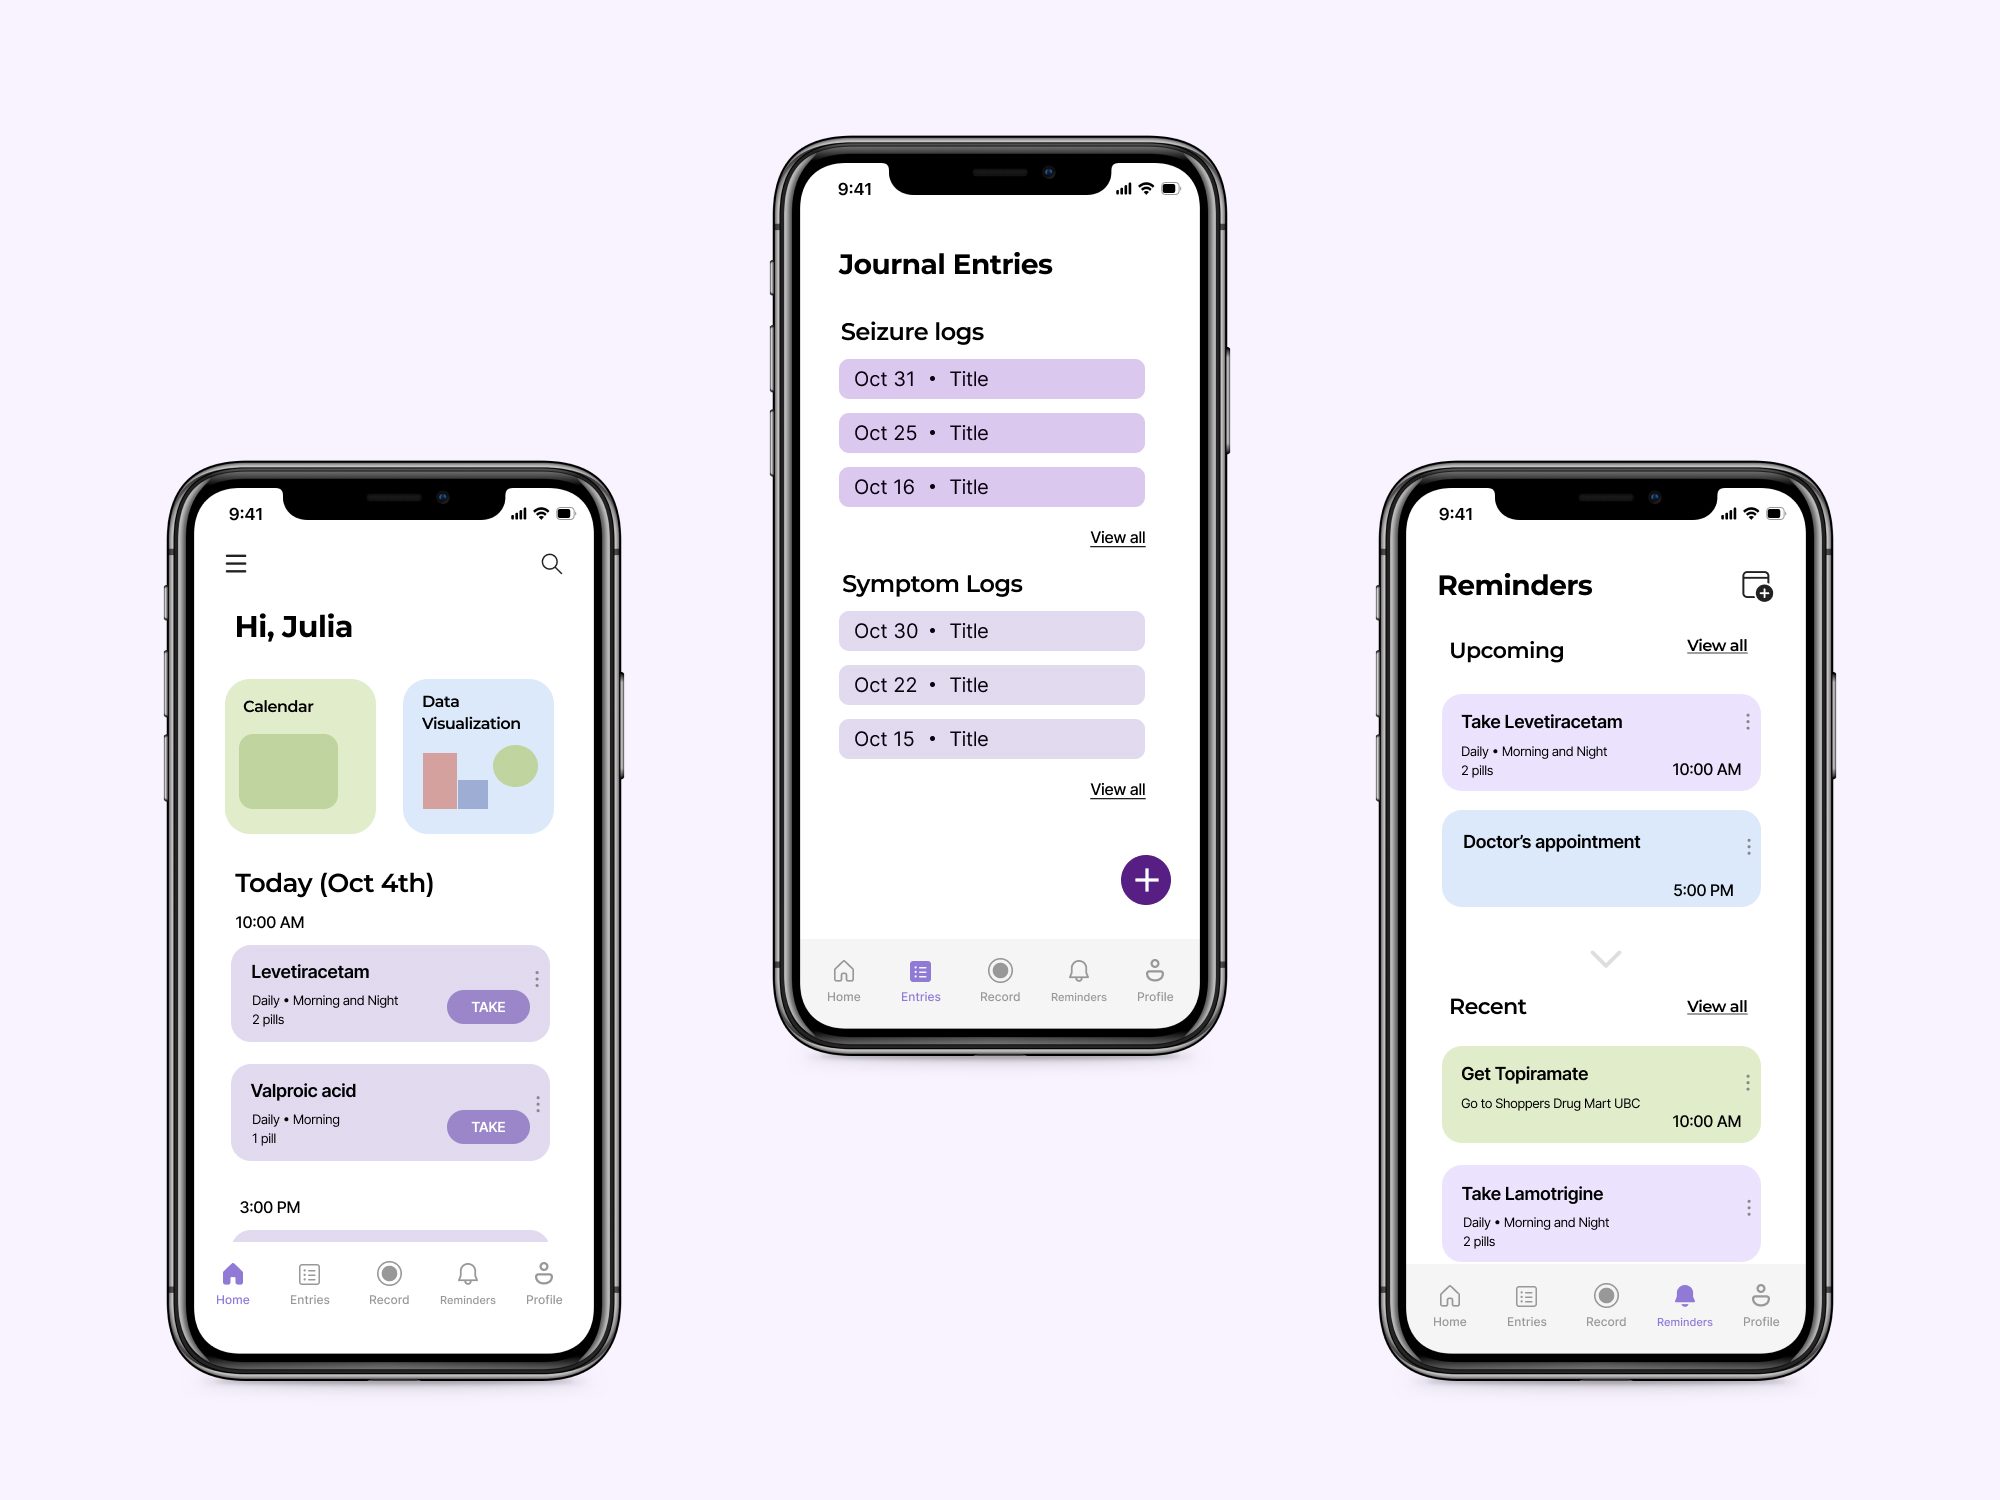 9:41
Hi, Julia
Calendar
Data
Visualization
Today (Oct 4th)
10:00 AM
Levetiracetam
Daily • Morning and Night
2 pills
TAKE
Valproic acid
Daily • Morning
1 pill
TAKE
3:00 PM
Home
Entries
Record
Reminders
Profile
9:41
Journal Entries
Seizure logs
Oct 31 • Title
Oct 25 • Title
Oct 16 • Title
View all
Symptom Logs
Oct 30 • Title
Oct 22 • Title
Oct 15 • Title
View all
Home
Entries
Record
Reminders
Profile
9:41
Reminders
Upcoming
View all
Take Levetiracetam
Daily • Morning and Night
2 pills
10:00 AM
Doctor’s appointment
5:00 PM
Recent
View all
Get Topiramate
Go to Shoppers Drug Mart UBC
10:00 AM
Take Lamotrigine
Daily • Morning and Night
2 pills
Home
Entries
Record
Reminders
Profile